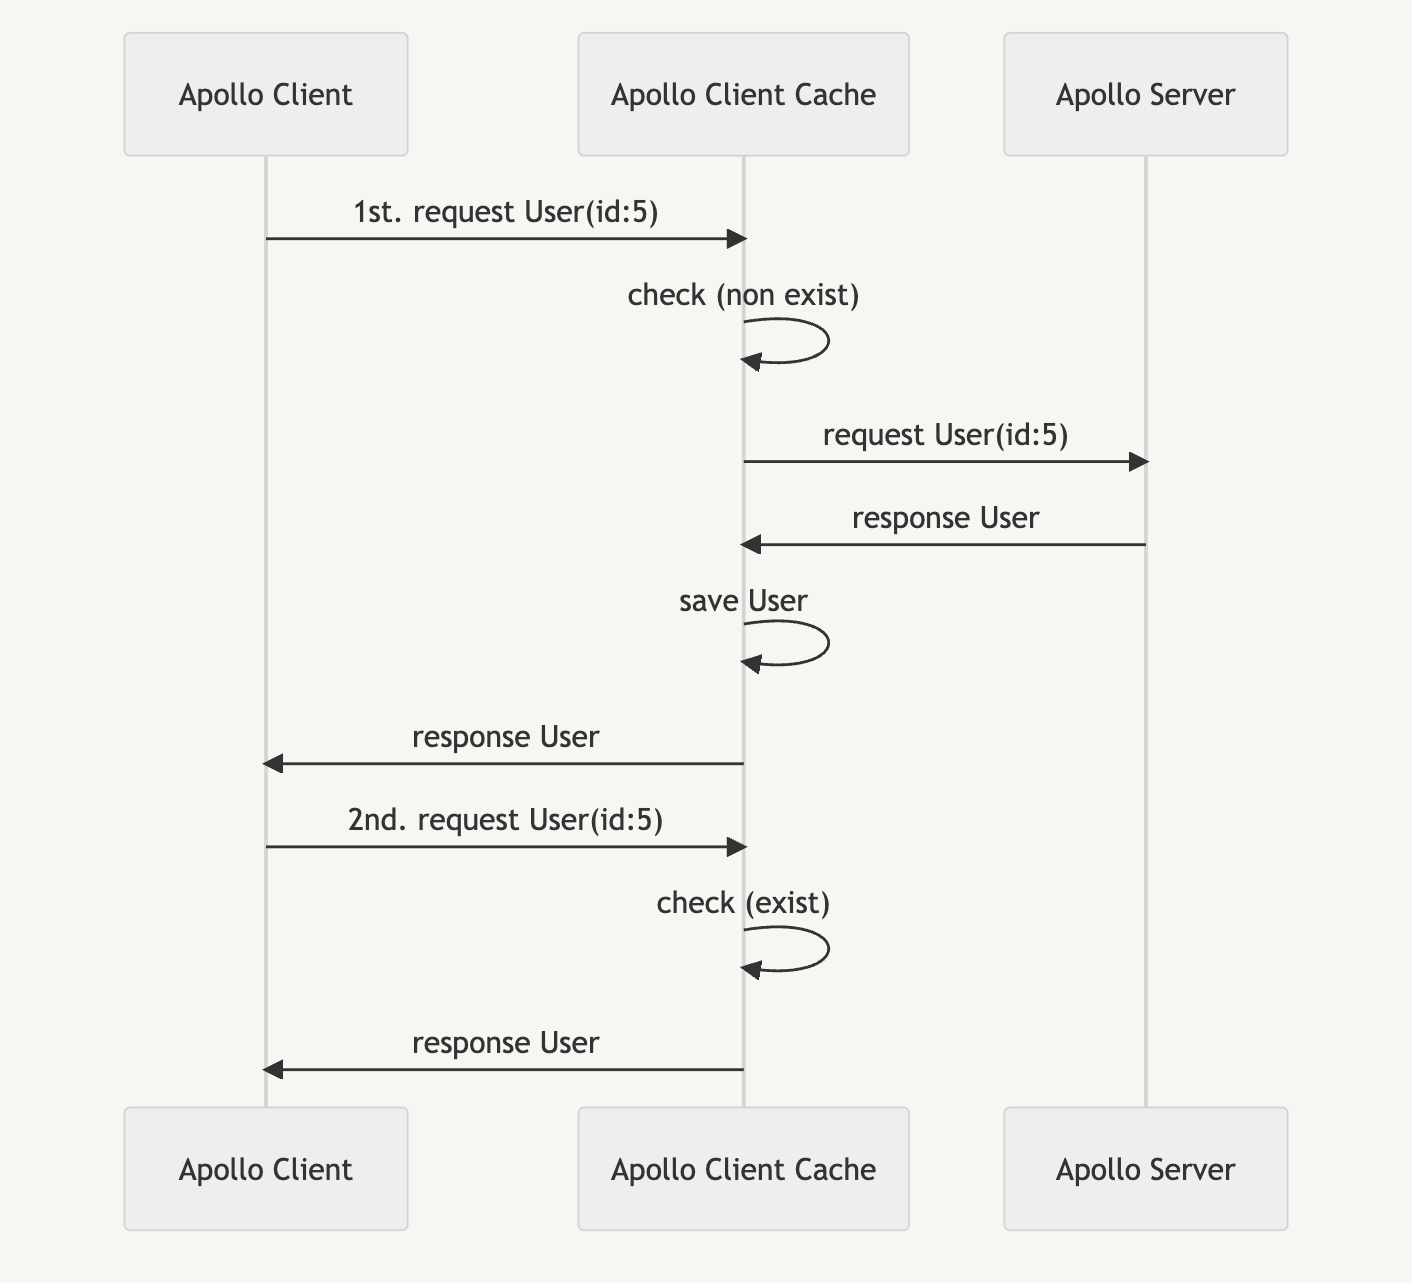 Apollo Client
Apollo Client Cache
Apollo Server
1st. request User(id:5)
check (non exist)
request User(id:5)
response User
save User
response User
2nd. request User(id:5)
check (exist)
response User
Apollo Client
Apollo Client Cache
Apollo Server